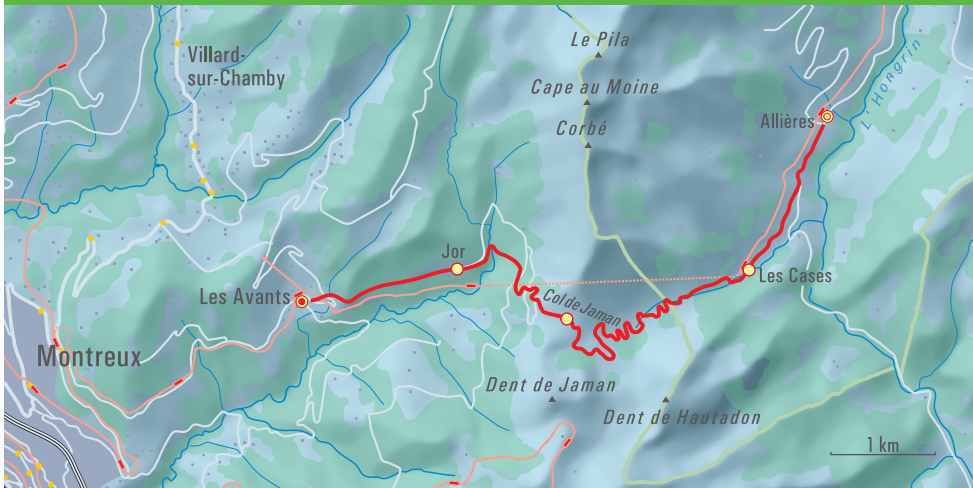 Le Pila
Villard-
sur-Chamby
Cape au Moine
L'Hongrin
Allières
Corbé
Jor
Les Cases
Les Avants
Col de Jaman
Montreux
Dent de Jaman
Dent de Hautadon
1 km